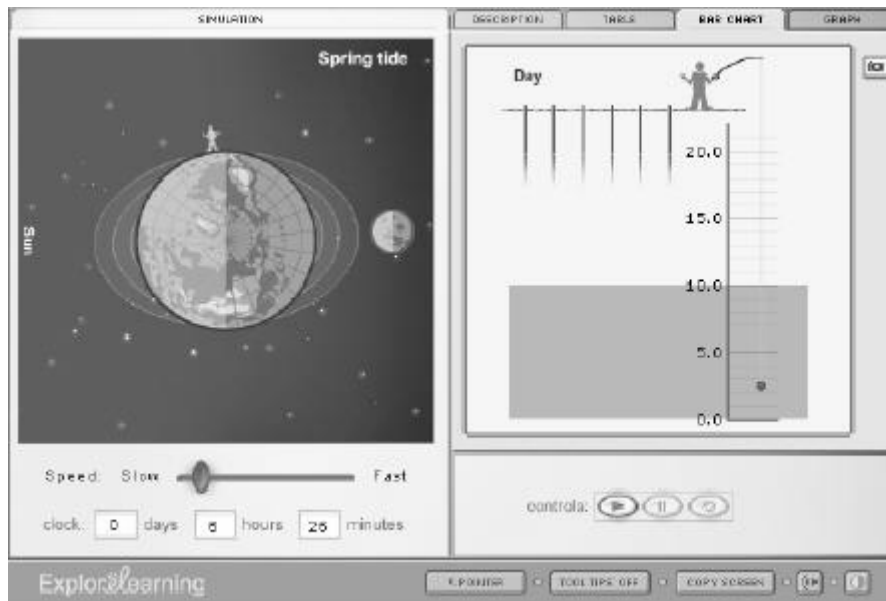 SIMULATION
DESCRIPTION
TABLE
BAR CHART
GRAPH
Spring tide
Sun
Day
20.0
15.0
10.0
5.0
0.0
Speed: Slow Fast
clock: 0 days 6 hours 26 minutes
controls:
ExploreLearning
POINTER
TOOL TIPS OFF
COPY SCREEN